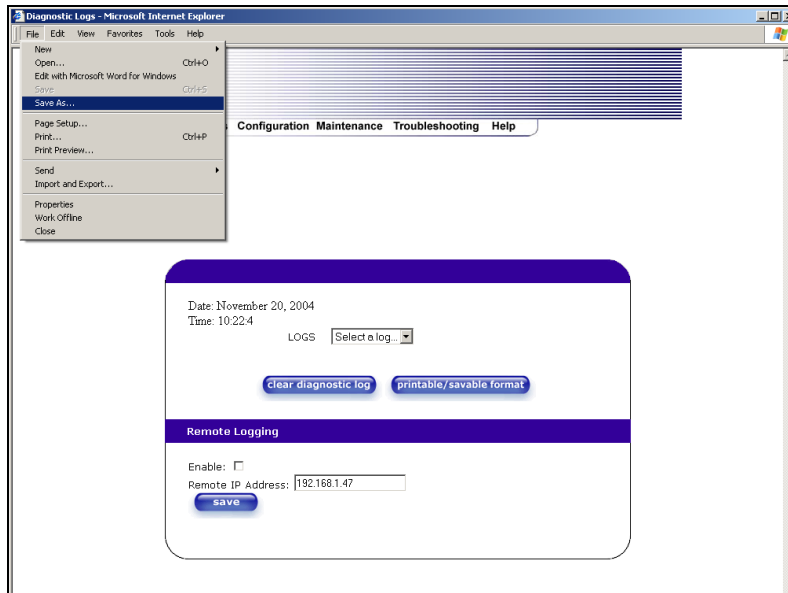 Diagnostic Logs - Microsoft Internet Explorer
File Edit View Favorites Tools Help
New
Open... Ctrl+O
Edit with Microsoft Word for Windows
Save Ctrl+S
Save As...
Page Setup...
Print... Ctrl+P
Print Preview...
Send
Import and Export...
Properties
Work Offline
Close
Configuration Maintenance Troubleshooting Help
Date: November 20, 2004
Time: 10:22:4
LOGS Select a log...
clear diagnostic log printable/savable format
Remote Logging
Enable:
Remote IP Address: 192.168.1.47
save